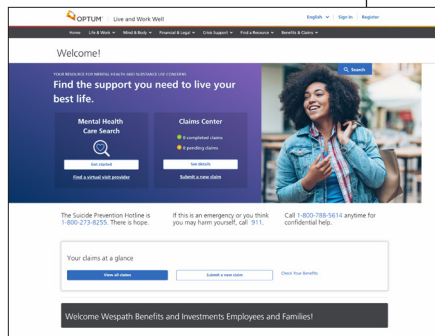 OPTUM® Live and Work Well
English Sign In Register
Home Life & Work Mind & Body Financial & Legal Crisis Support Find a Resource Benefits & Claims
Welcome!
Search
YOUR RESOURCE FOR MENTAL HEALTH AND SUBSTANCE USE CONCERNS
Find the support you need to live your
best life.
Mental Health
Care Search
Get started
Find a virtual visit provider
Claims Center
0 completed claims
0 pending claims
See details
Submit a new claim
The Suicide Prevention Hotline is
1-800-273-8255. There is hope.
If this is an emergency or you think
you may harm yourself, call 911.
Call 1-800-788-5614 anytime for
confidential help.
Your claims at a glance
View all claims
Submit a new claim
Check Your Benefits
Welcome Wespath Benefits and Investments Employees and Families!